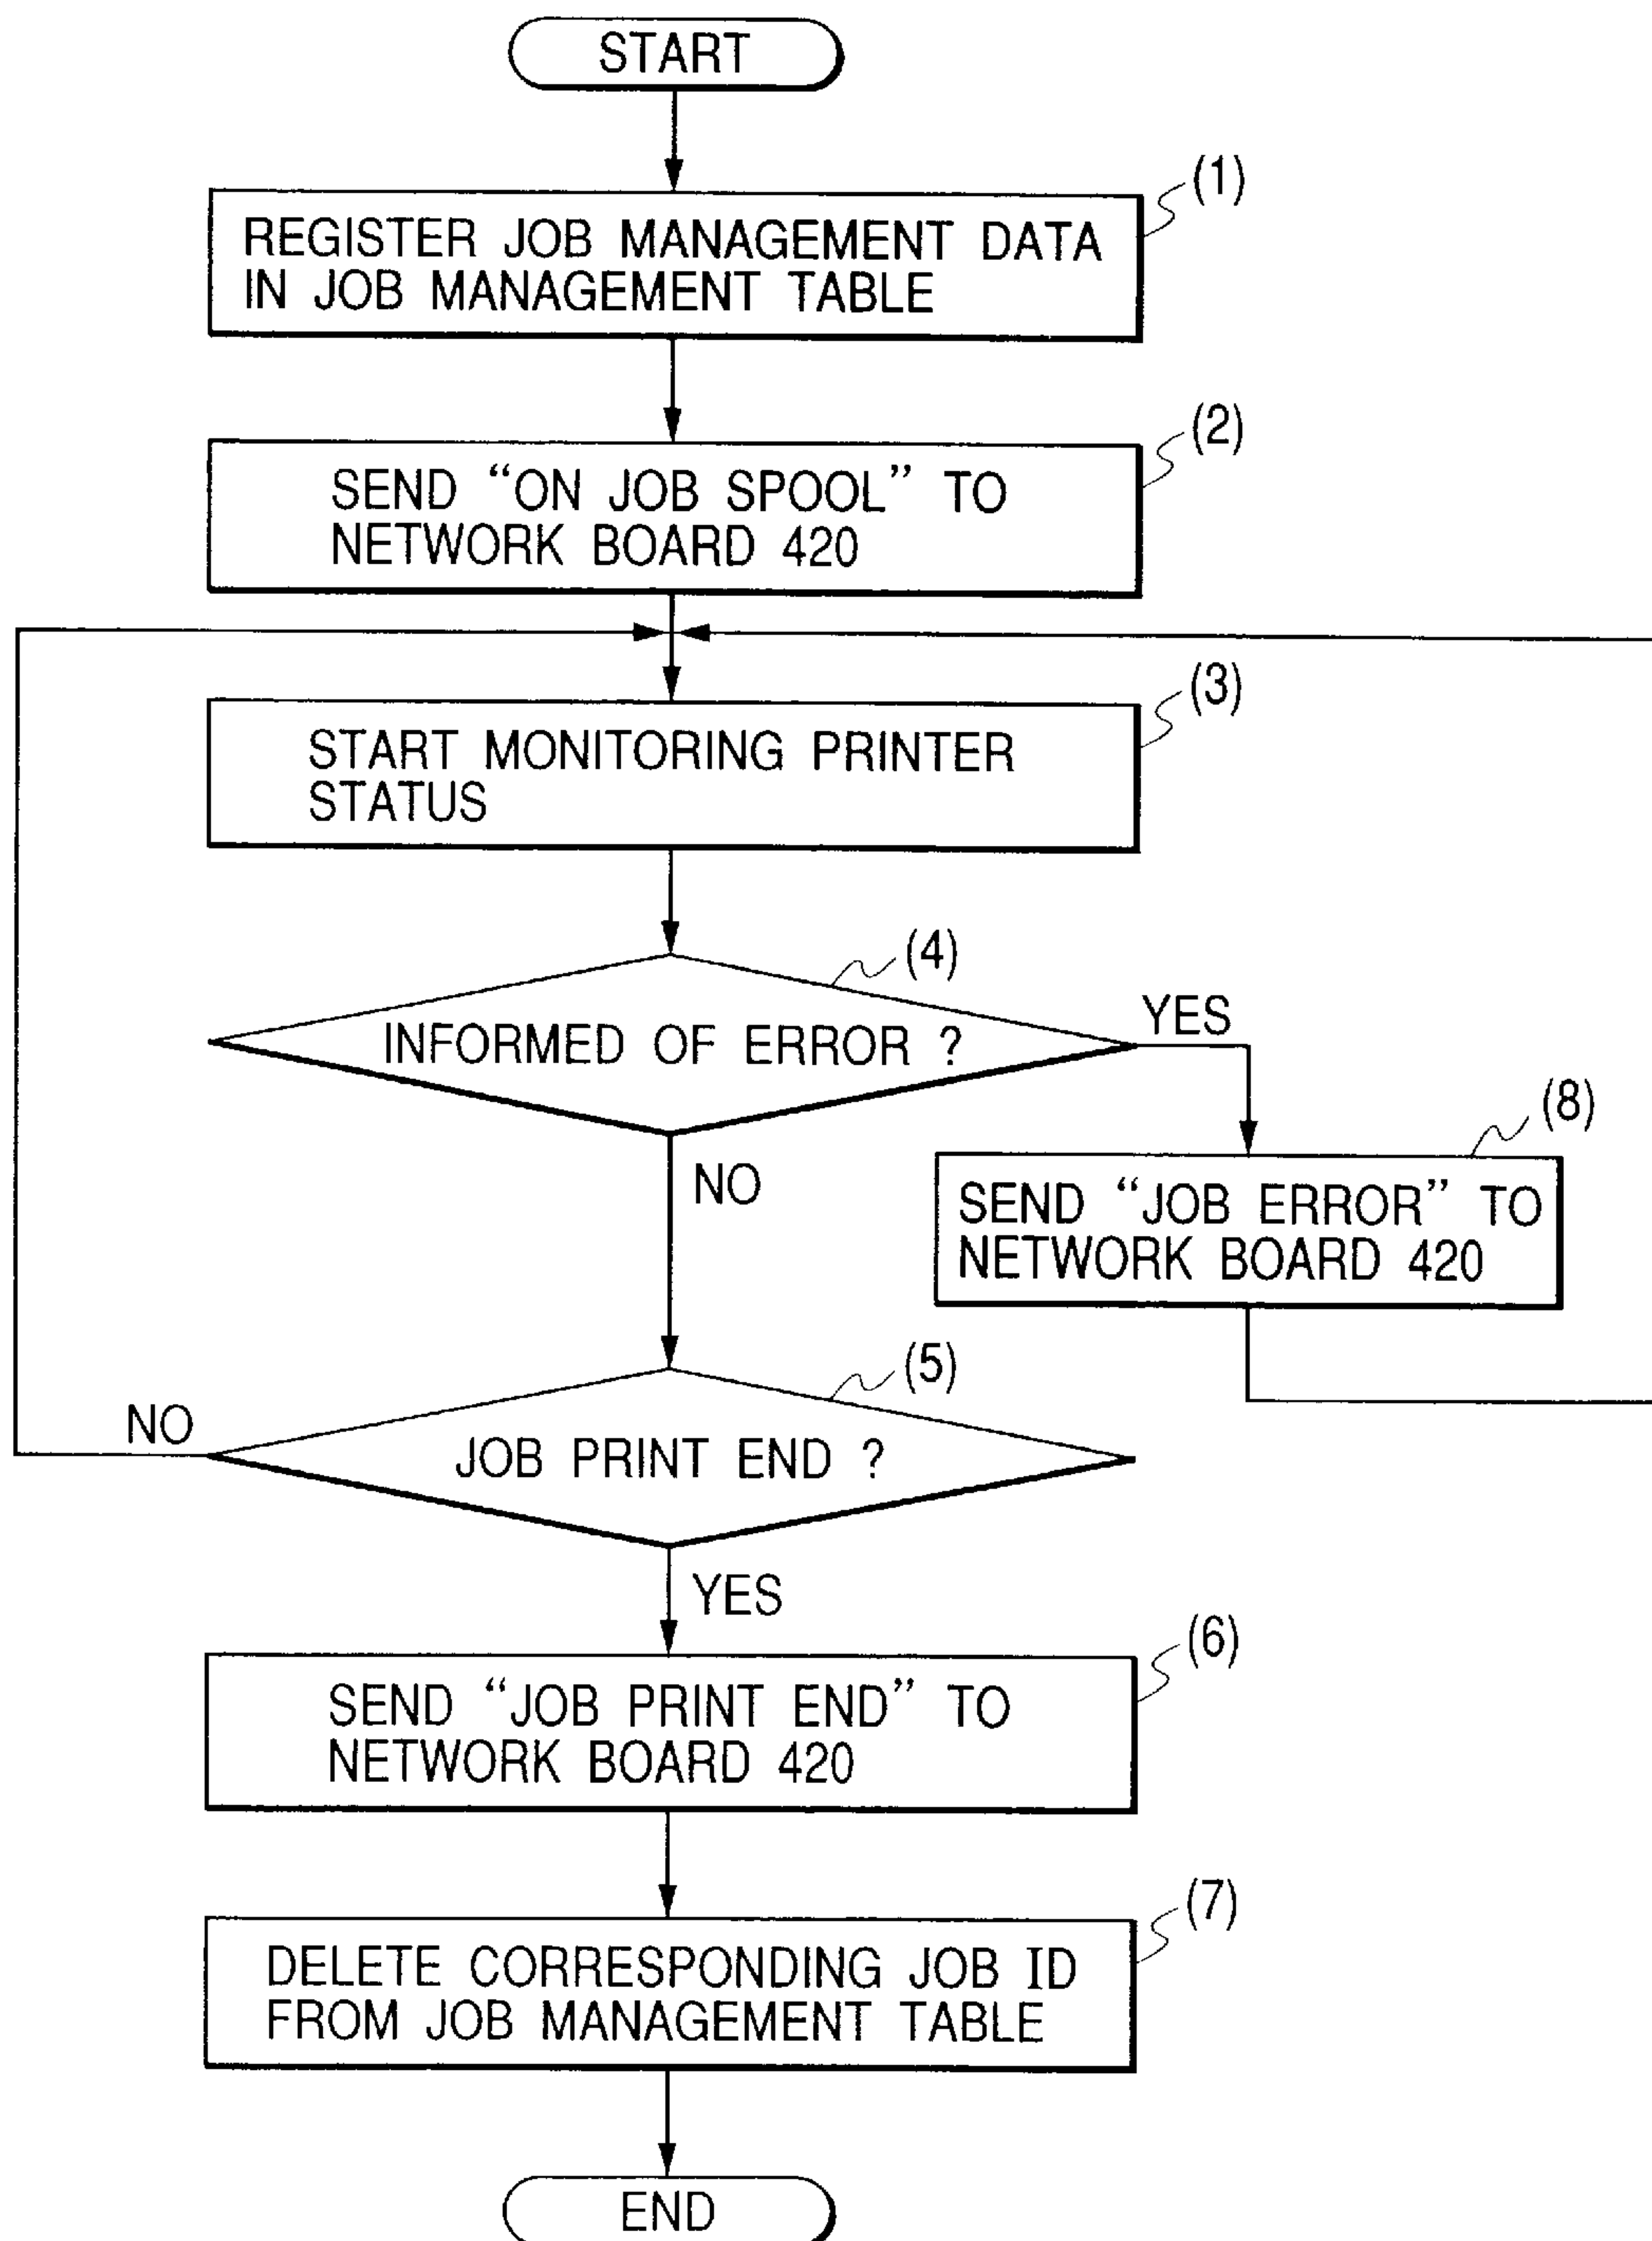 START
(1)
REGISTER JOB MANAGEMENT DATA
IN JOB MANAGEMENT TABLE
(2)
SEND “ON JOB SPOOL” TO
NETWORK BOARD 420
(3)
START MONITORING PRINTER
STATUS
(4)
INFORMED OF ERROR ?
YES
NO
(8)
SEND “JOB ERROR” TO
NETWORK BOARD 420
(5)
JOB PRINT END ?
NO
YES
(6)
SEND “JOB PRINT END” TO
NETWORK BOARD 420
(7)
DELETE CORRESPONDING JOB ID
FROM JOB MANAGEMENT TABLE
END